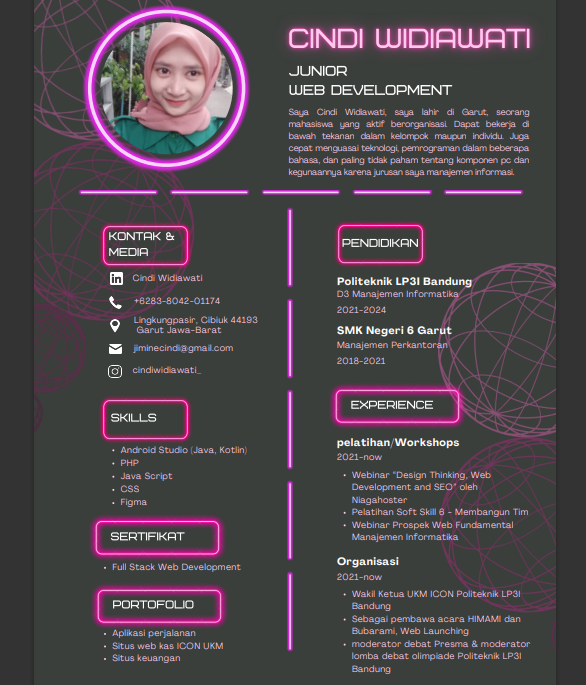 CINDI WIDIAWATI
JUNIOR
WEB DEVELOPMENT
Saya Cindi Widiawati, saya lahir di Garut, seorang
mahasiswa yang aktif berorganisasi. Dapat bekerja di
bawah tekanan dalam kelompok maupun individu. Juga
cepat menguasai teknologi, pemrograman dalam beberapa
bahasa, dan paling tidak paham tentang komponen pc dan
kegunaannya karena jurusan saya manajemen informasi.
KONTAK &
MEDIA
Cindi Widiawati
+6283-8042-01174
Lingkungpasir, Cibiuk 44193
Garut Jawa-Barat
jiminecindi@gmail.com
cindiwidiawati_
SKILLS
• Android Studio (Java, Kotlin)
• PHP
• Java Script
• CSS
• Figma
SERTIFIKAT
• Full Stack Web Development
PORTOFOLIO
• Aplikasi perjalanan
• Situs web kas ICON UKM
• Situs keuangan
PENDIDIKAN
Politeknik LP3I Bandung
D3 Manajemen Informatika
2021-2024
SMK Negeri 6 Garut
Manajemen Perkantoran
2018-2021
EXPERIENCE
pelatihan/Workshops
2021-now
• Webinar "Design Thinking, Web
Development and SEO" oleh
Niagahoster
• Pelatihan Soft Skill 6 - Membangun Tim
• Webinar Prospek Web Fundamental
Manajemen Informatika
Organisasi
2021-now
• Wakil Ketua UKM ICON Politeknik LP3I
Bandung
• Sebagai pembawa acara HIMAMI dan
Bubarami, Web Launching
• moderator debat Presma & moderator
lomba debat olimpiade Politeknik LP3I
Bandung